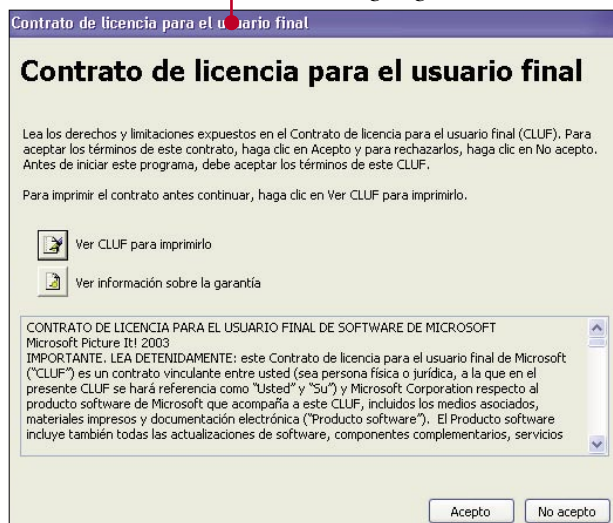 Contrato de licencia para el usuario final
Contrato de licencia para el usuario final
Lea los derechos y limitaciones expuestos en el Contrato de licencia para el usuario final (CLUF). Para
aceptar los términos de este contrato, haga clic en Acepto y para rechazarlos, haga clic en No acepto.
Antes de iniciar este programa, debe aceptar los términos de este CLUF.
Para imprimir el contrato antes continuar, haga clic en Ver CLUF para imprimirlo.
Ver CLUF para imprimirlo
Ver información sobre la garantía
CONTRATO DE LICENCIA PARA EL USUARIO FINAL DE SOFTWARE DE MICROSOFT
Microsoft Picture It! 2003
IMPORTANTE. LEA DETENIDAMENTE: este Contrato de licencia para el usuario final de Microsoft
("CLUF") es un contrato vinculante entre usted (sea persona física o jurídica, a la que en el
presente CLUF se hará referencia como "Usted" y "Su") y Microsoft Corporation respecto al
producto software de Microsoft que acompaña a este CLUF, incluidos los medios asociados,
materiales impresos y documentación electrónica ("Producto software"). El Producto software
incluye también todas las actualizaciones de software, componentes complementarios, servicios
Acepto
No acepto